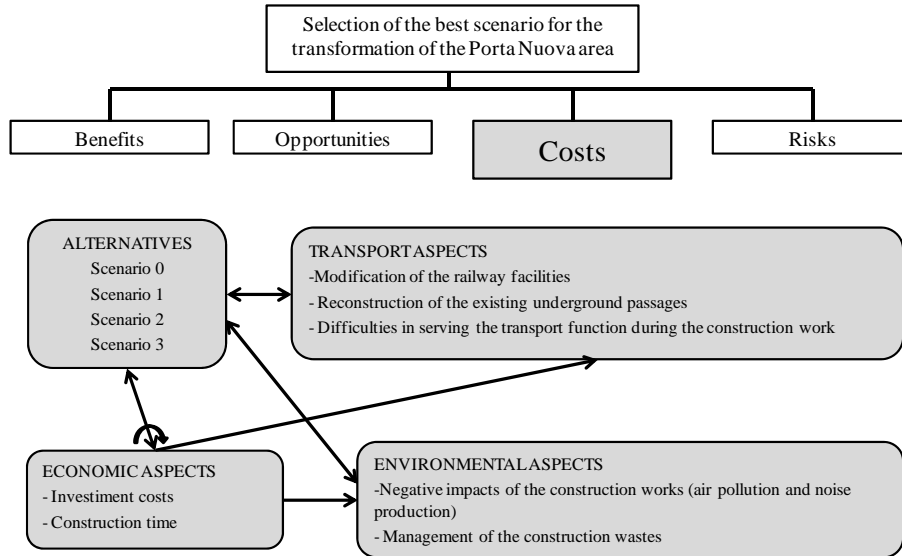 Selection of the best scenario for the
transformation of the Porta Nuova area
Benefits
Opportunities
Costs
Risks
ALTERNATIVES
Scenario 0
Scenario 1
Scenario 2
Scenario 3
TRANSPORT ASPECTS
-Modification of the railway facilities
- Reconstruction of the existing underground passages
- Difficulties in serving the transport function during the construction work
ECONOMIC ASPECTS
- Investiment costs
- Construction time
ENVIRONMENTAL ASPECTS
-Negative impacts of the construction works (air pollution and noise
production)
- Management of the construction wastes